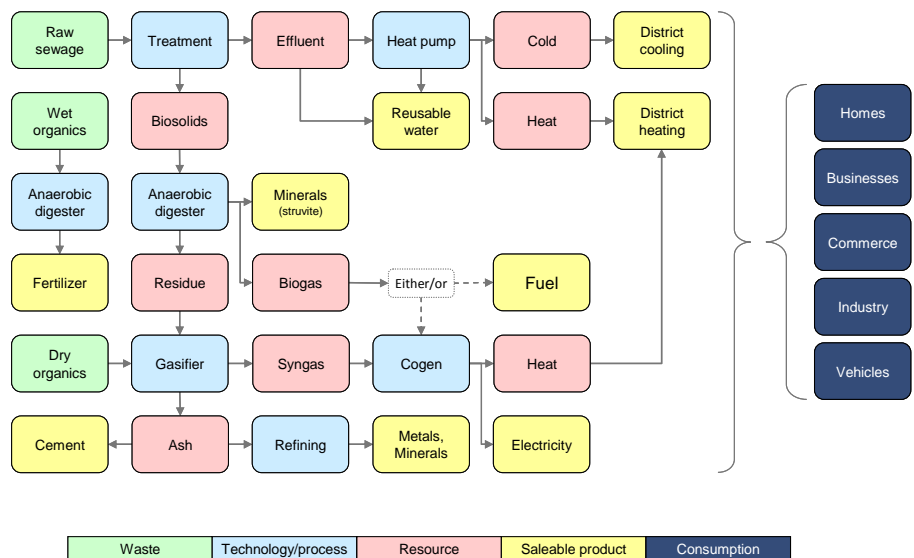 Raw
sewage
Treatment
Effluent
Heat pump
Cold
District
cooling
Wet
organics
Biosolids
Reusable
water
Heat
District
heating
Homes
Businesses
Commerce
Industry
Vehicles
Anaerobic
digester
Anaerobic
digester
Minerals
(struvite)
Fertilizer
Residue
Biogas
Either/or
Fuel
Dry
organics
Gasifier
Syngas
Cogen
Heat
Cement
Ash
Refining
Metals,
Minerals
Electricity
Waste
Technology/process
Resource
Saleable product
Consumption